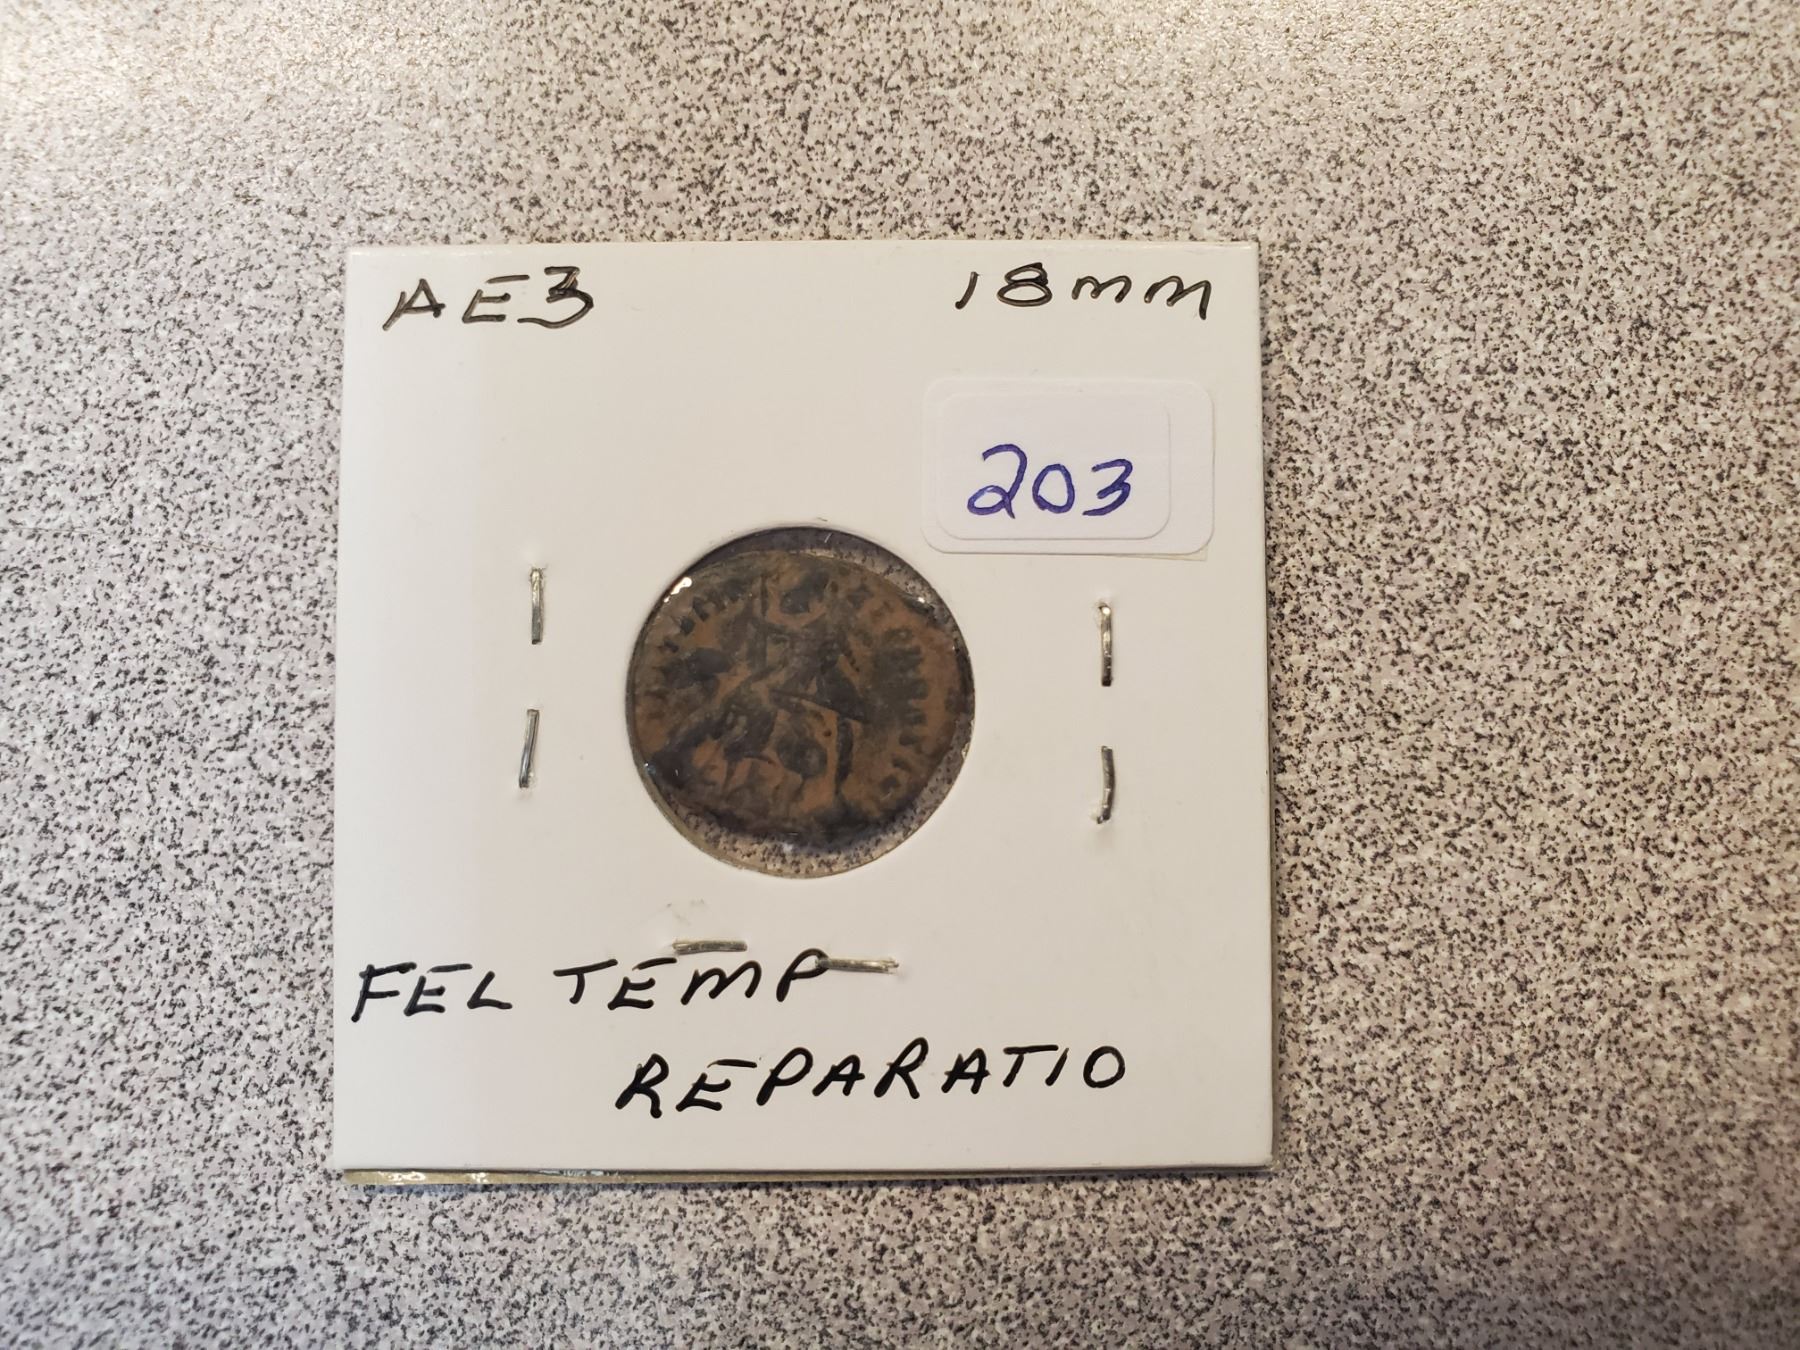 AE3 18mm
203
FEL TEMP
REPARATIO